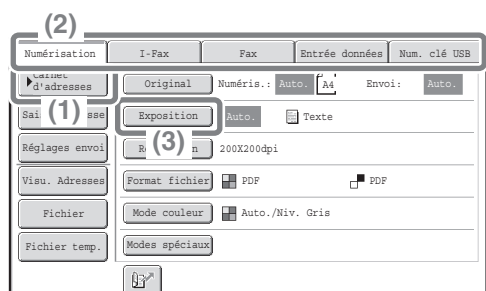 (2)
Numérisation I-Fax Fax Entrée données Num. clé USB
Carnet d'adresses
Original Numéris.: Auto. A4 Envoi: Auto.
(1)
Exposition Auto. Texte
(3)
Réglages envoi 200X200dpi
Visu. Adresses Format fichier PDF PDF
Fichier Mode couleur Auto./Niv. Gris
Fichier temp. Modes spéciaux